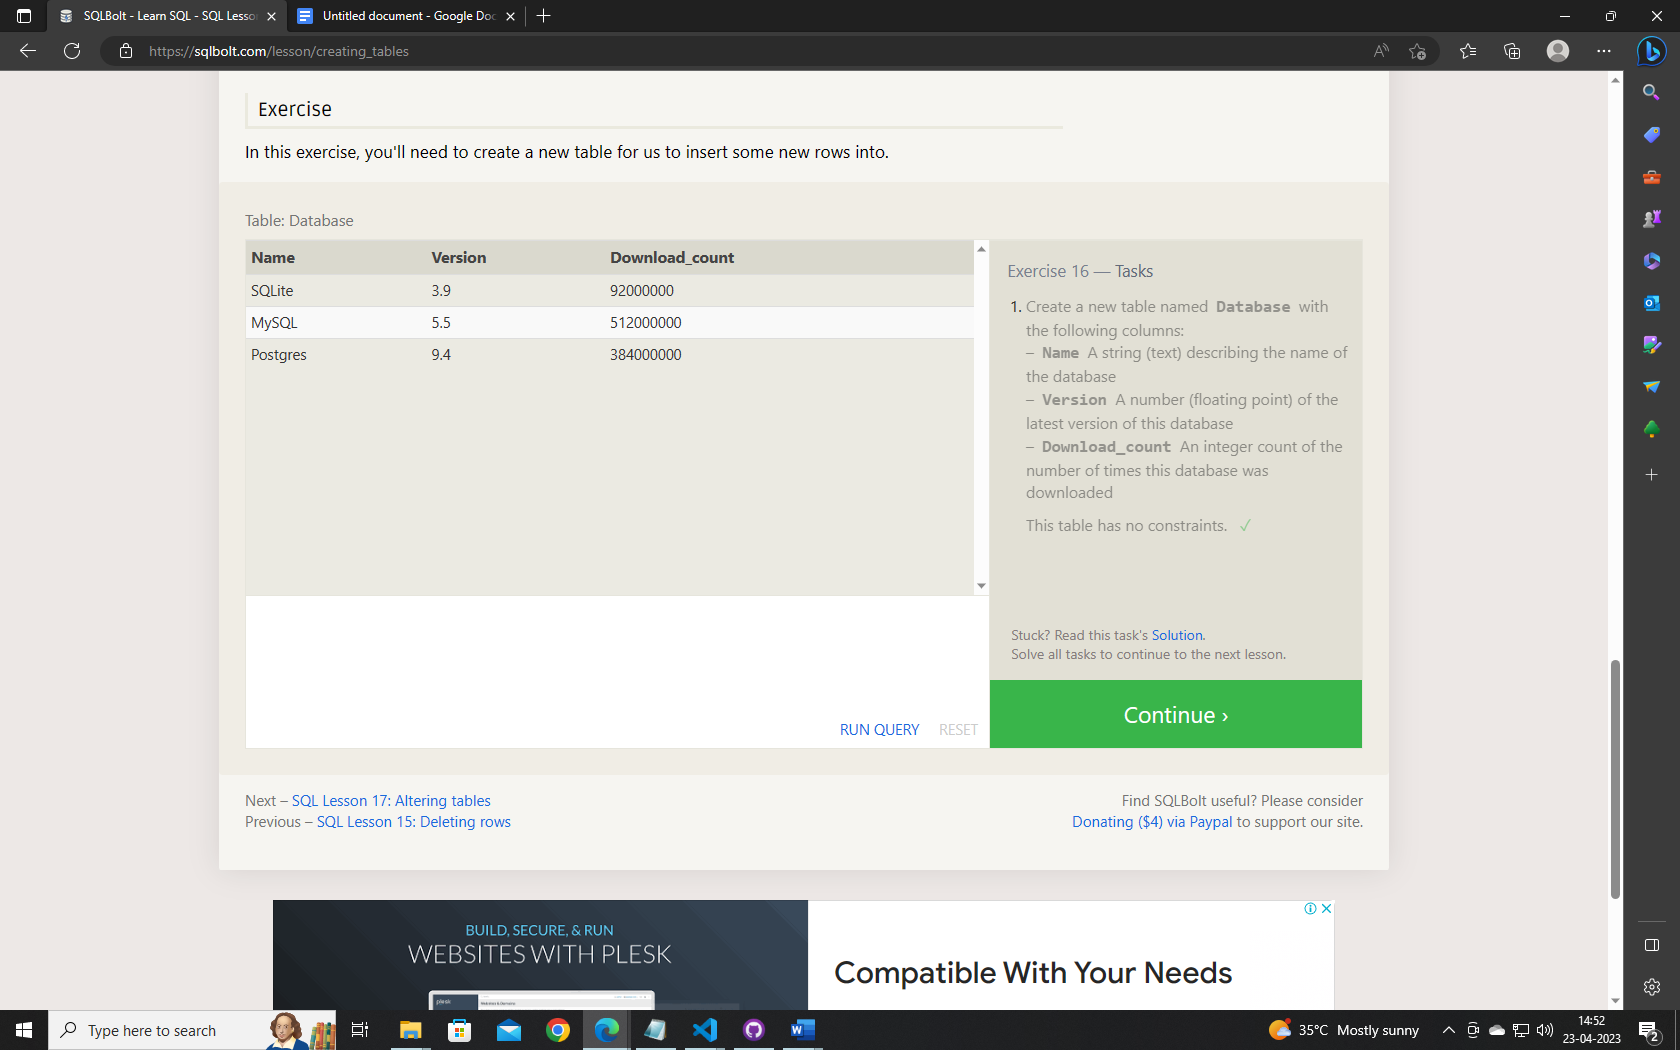 SQLBolt - Learn SQL - SQL Lesso
Untitled document - Google Doc
https://sqlbolt.com/lesson/creating_tables
Exercise
In this exercise, you'll need to create a new table for us to insert some new rows into.
Table: Database
Name Version Download_count
SQLite 3.9 92000000
MySQL 5.5 512000000
Postgres 9.4 384000000
Exercise 16 — Tasks
1. Create a new table named Database with
the following columns:
– Name A string (text) describing the name of
the database
– Version A number (floating point) of the
latest version of this database
– Download_count An integer count of the
number of times this database was
downloaded
This table has no constraints. ✓
Stuck? Read this task's Solution.
Solve all tasks to continue to the next lesson.
RUN QUERY RESET
Continue ›
Next – SQL Lesson 17: Altering tables
Previous – SQL Lesson 15: Deleting rows
Find SQLBolt useful? Please consider
Donating ($4) via Paypal to support our site.
BUILD, SECURE, & RUN
WEBSITES WITH PLESK
plesk
Websites & Domains
Compatible With Your Needs
Type here to search
35°C Mostly sunny
14:52
23-04-2023
2